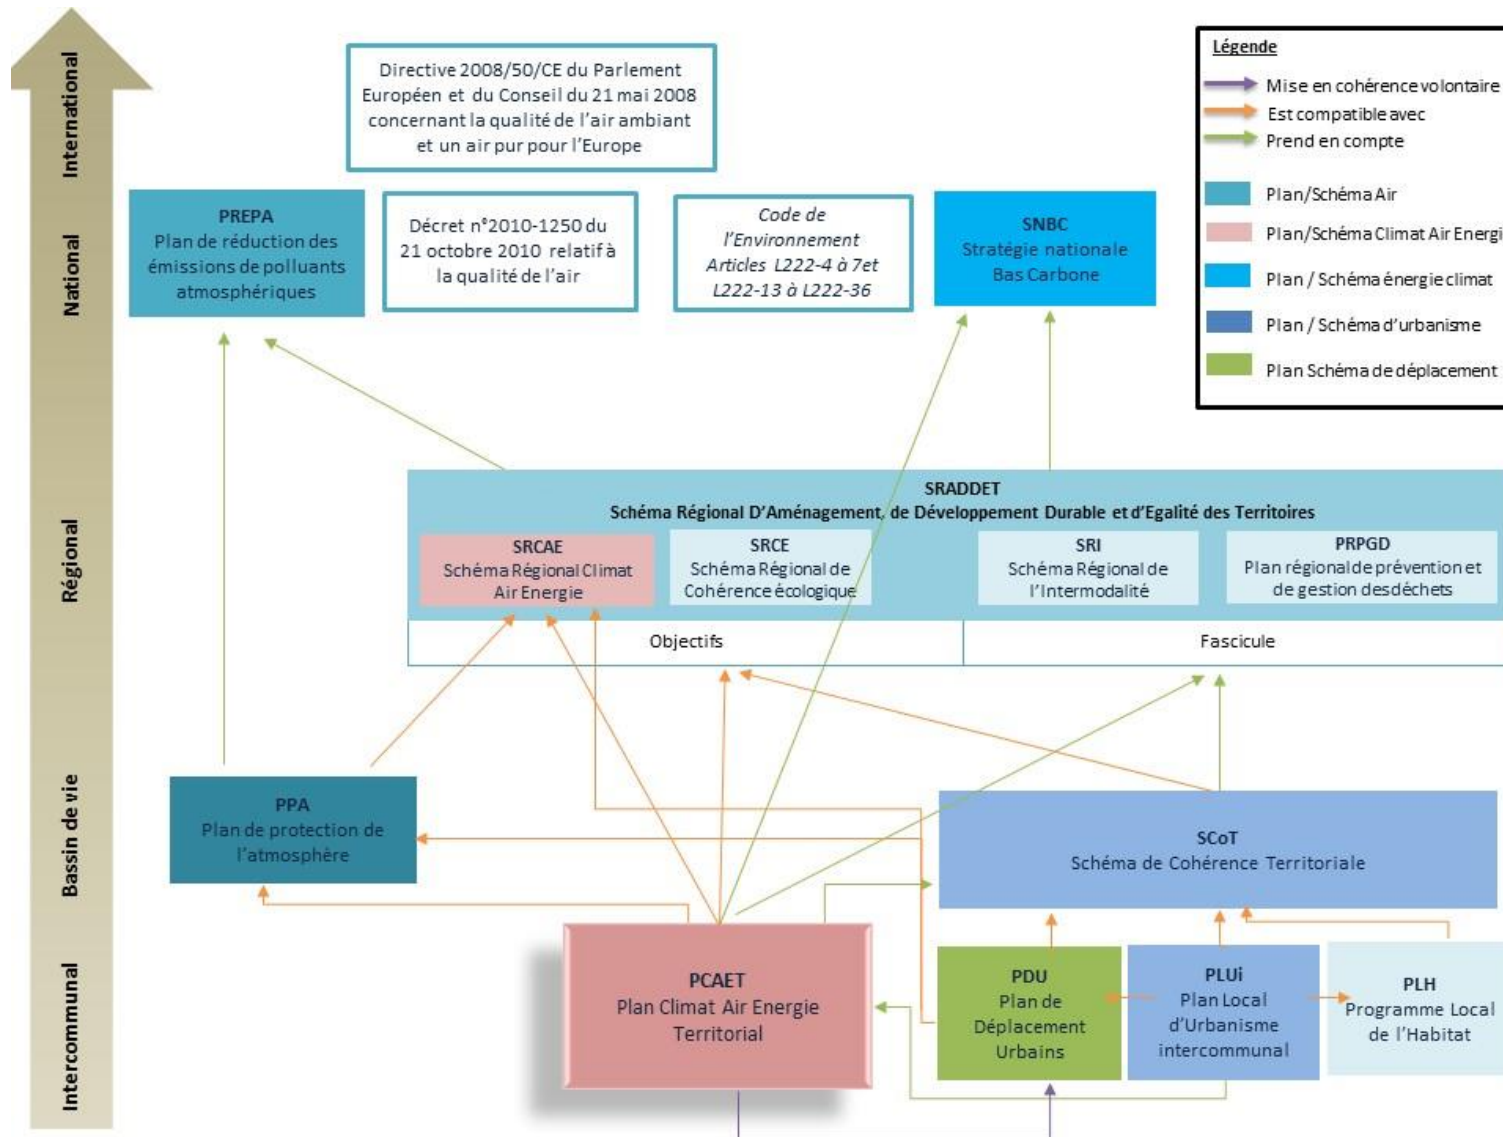 International
National
Régional
Bassin de vie
Intercommunal
Directive 2008/50/CE du Parlement
Européen et du Conseil du 21 mai 2008
concernant la qualité de l'air ambiant
et un air pur pour l'Europe
PREPA
Plan de réduction des
émissions de polluants
atmosphériques
Décret n°2010-1250 du
21 octobre 2010 relatif à
la qualité de l'air
Code de
l'Environnement
Articles L222-4 à 7et
L222-13 à L222-36
SNBC
Stratégie nationale
Bas Carbone
Légende
Mise en cohérence volontaire
Est compatible avec
Prend en compte
Plan/Schéma Air
Plan/Schéma Climat Air Energi
Plan / Schéma énergie climat
Plan / Schéma d'urbanisme
Plan Schéma de déplacement
SRADDET
Schéma Régional D'Aménagement, de Développement Durable et d'Egalité des Territoires
SRCAE
Schéma Régional Climat
Air Energie
SRCE
Schéma Régional de
Cohérence écologique
SRI
Schéma Régional de
l'Intermodalité
PRPGD
Plan régional de prévention et
de gestion des déchets
Objectifs
Fascicule
PPA
Plan de protection de
l'atmosphère
SCoT
Schéma de Cohérence Territoriale
PCAET
Plan Climat Air Energie
Territorial
PDU
Plan de
Déplacement
Urbains
PLUi
Plan Local
d'Urbanisme
intercommunal
PLH
Programme Local
de l'Habitat